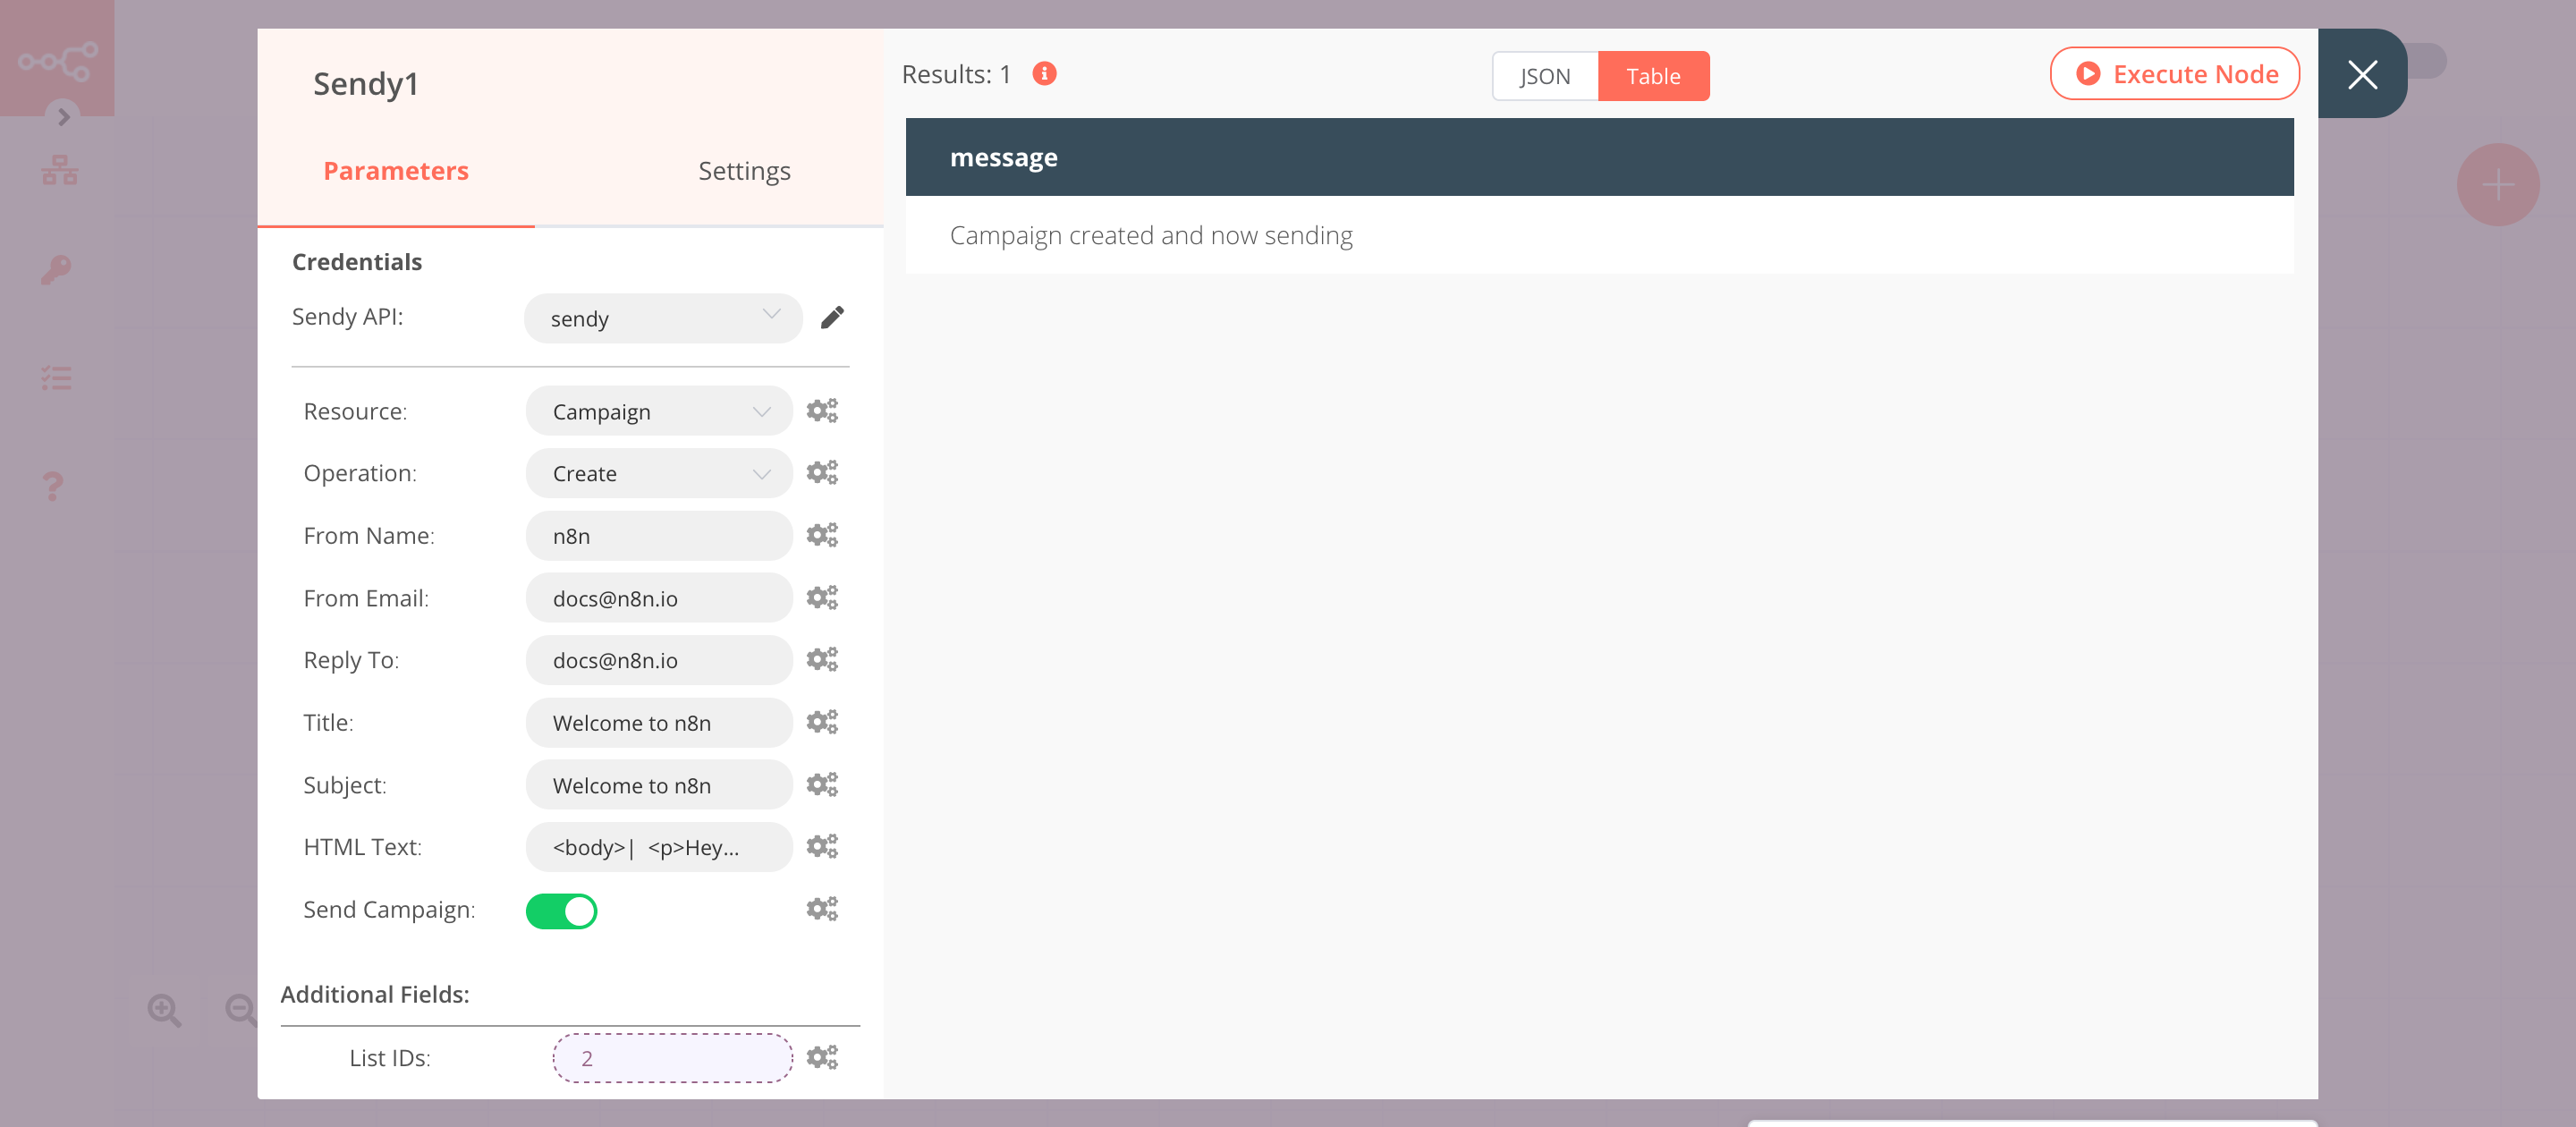 Sendy1
Parameters Settings
Credentials
Sendy API: sendy
Resource: Campaign
Operation: Create
From Name: n8n
From Email: docs@n8n.io
Reply To: docs@n8n.io
Title: Welcome to n8n
Subject: Welcome to n8n
HTML Text: <body>| <p>Hey...
Send Campaign:
Additional Fields:
List IDs: 2
Results: 1
JSON Table
Execute Node
message
Campaign created and now sending